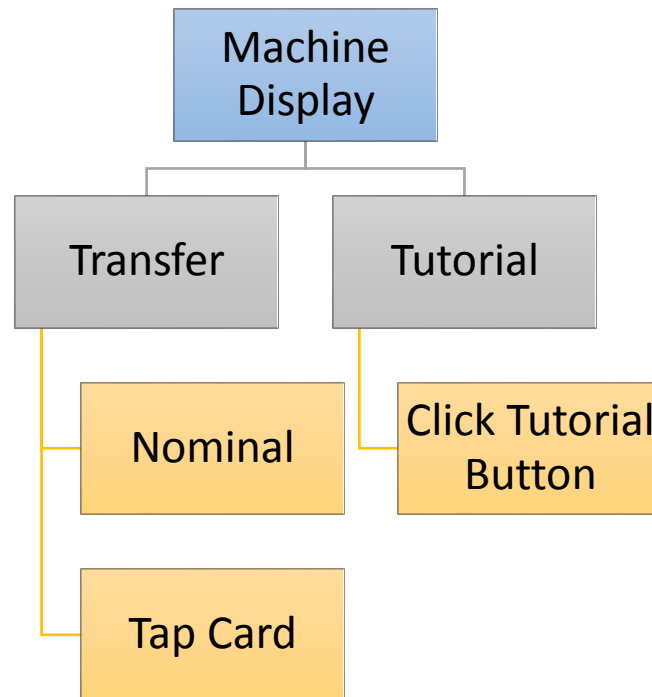 Machine
Display
Transfer
Tutorial
Nominal
Click Tutorial
Button
Tap Card